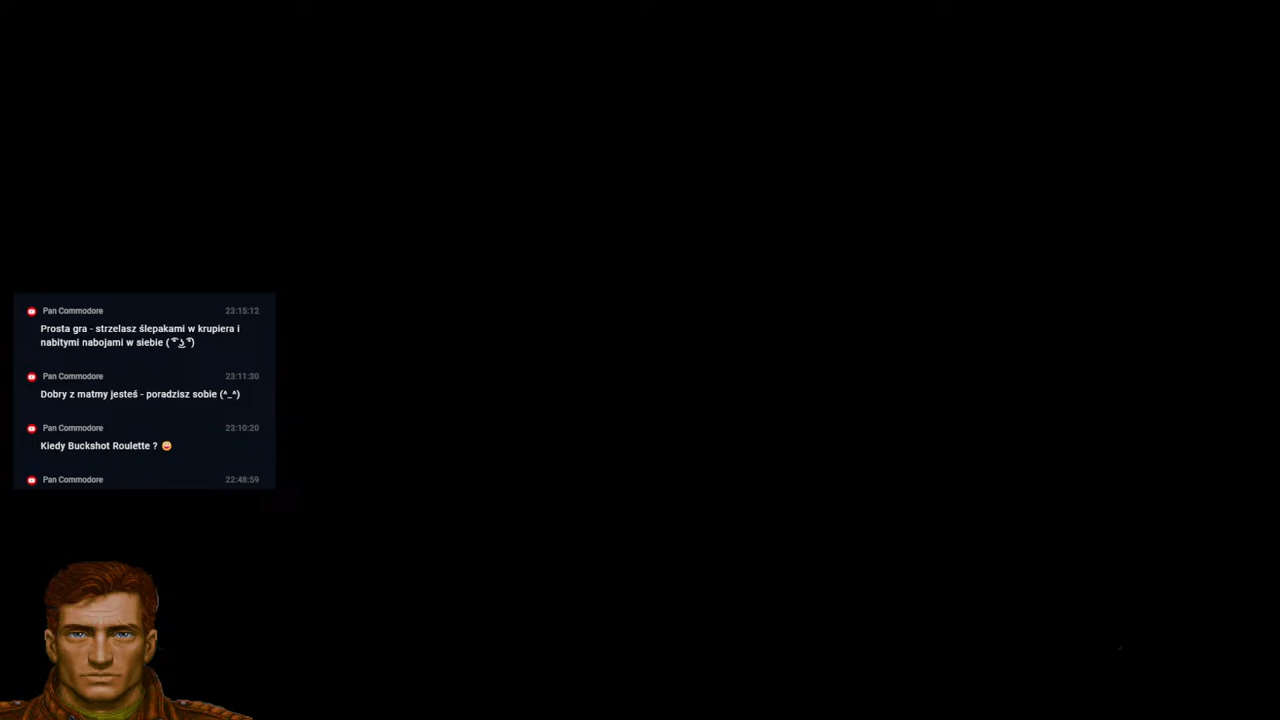 Pan Commodore 23:15:12
Prosta gra - strzelasz ślepakami w krupiera i
nabitymi nabojami w siebie ( ͡° ͜ʖ ͡°)
Pan Commodore 23:11:30
Dobry z matmy jesteś - poradzisz sobie (^_^)
Pan Commodore 23:10:20
Kiedy Buckshot Roulette ? 😄
Pan Commodore 22:48:59